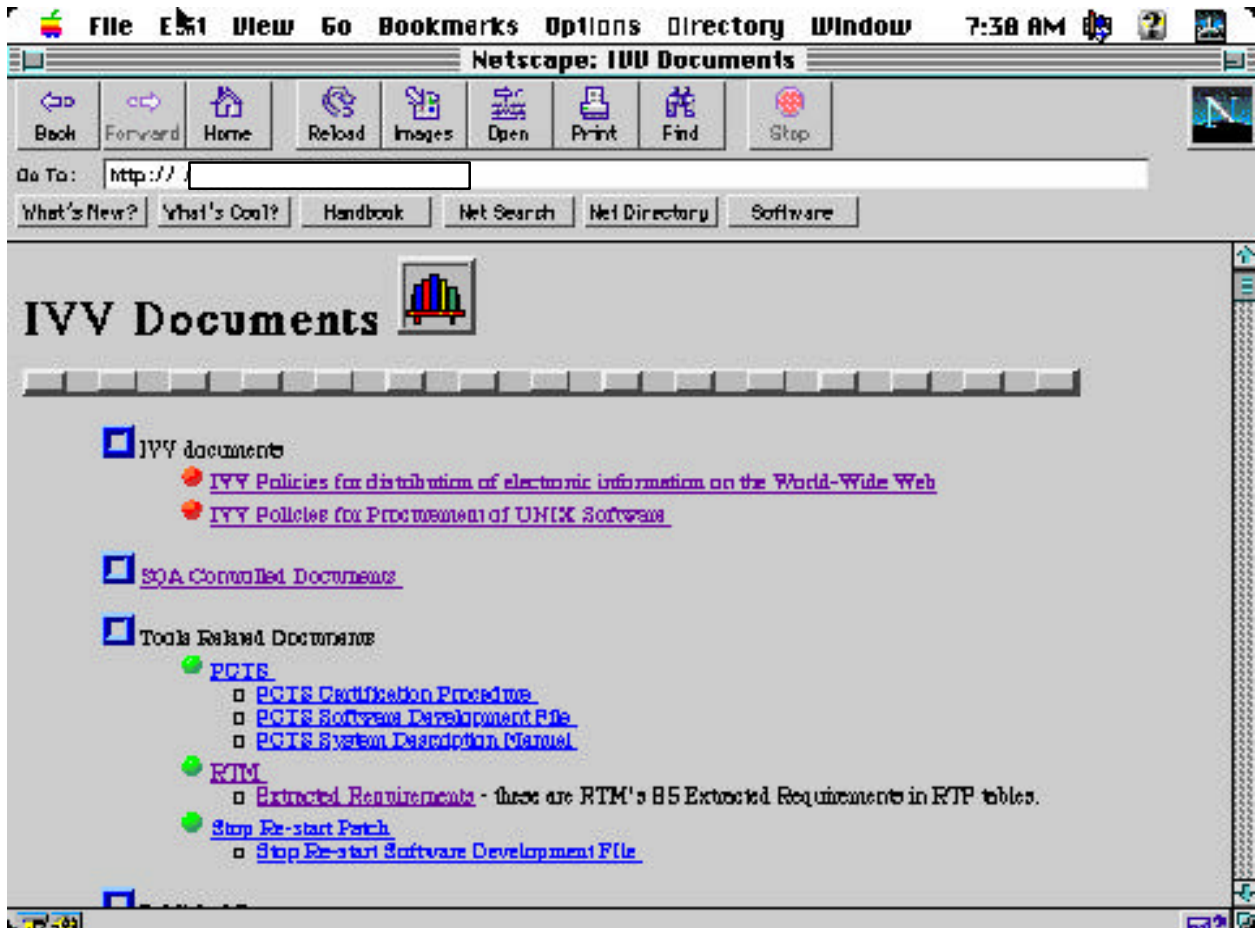 File Edit View Go Bookmarks Options Directory Window 7:38 AM
Netscape: IVV Documents
Back Forward Home Reload Images Open Print Find Stop
N
Go To: http://
What's New? What's Cool? Handbook Net Search Net Directory Software
IVV Documents
IVV documents
IVV Policies for distribution of electronic information on the World-Wide Web
IVV Policies for Procurement of UNIX Software
SQA Controlled Documents
Tools Related Documents
PCTS
PCTS Certification Procedure
PCTS Software Development File
PCTS System Description Manual
RTM
Extracted Requirements - these are RTM's B5 Extracted Requirements in RTF tables.
Stop Re-start Patch
Stop Re-start Software Development File